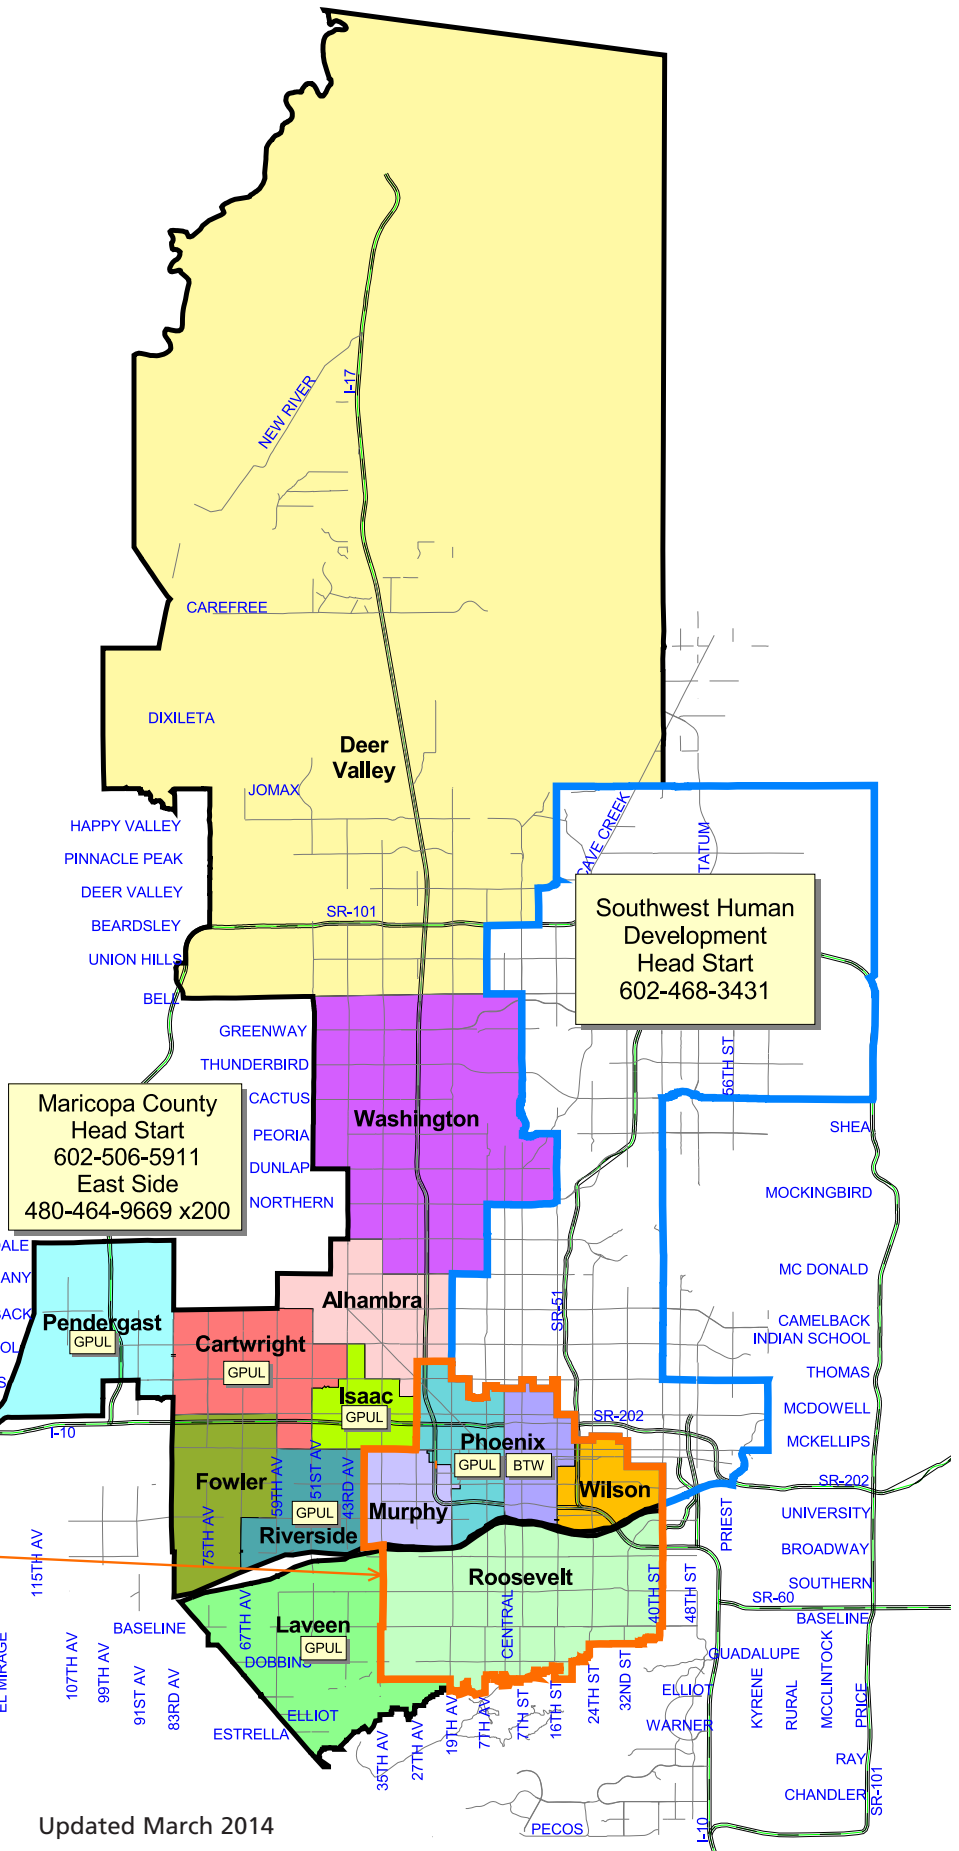 I-17
NEW RIVER
CAREFREE
DIXILETA
Deer
Valley
JOMAX
HAPPY VALLEY
PINNACLE PEAK
DEER VALLEY
BEARDSLEY
UNION HILLS
BELL
SR-101
CAVE CREEK
TATUM
Southwest Human
Development
Head Start
602-468-3431
GREENWAY
THUNDERBIRD
CACTUS
PEORIA
DUNLAP
NORTHERN
Washington
56TH ST
SHEA
MOCKINGBIRD
MC DONALD
CAMELBACK
INDIAN SCHOOL
THOMAS
MCDOWELL
MCKELLIPS
SR-202
UNIVERSITY
BROADWAY
SOUTHERN
SR-60
BASELINE
Maricopa County
Head Start
602-506-5911
East Side
480-464-9669 x200
DALE
ANY
BACK
OL
S
Pendergast
GPUL
Cartwright
GPUL
Alhambra
Isaac
GPUL
SR-51
SR-202
I-10
Phoenix
GPUL
BTW
Wilson
Fowler
Riverside
GPUL
Murphy
Roosevelt
Laveen
GPUL
115TH AV
107TH AV
99TH AV
91ST AV
83RD AV
75TH AV
67TH AV
59TH AV
51ST AV
43RD AV
35TH AV
27TH AV
19TH AV
7TH AV
CENTRAL
7TH ST
16TH ST
24TH ST
32ND ST
40TH ST
48TH ST
PRIEST
EL MIRAGE
BASELINE
DOBBINS
ELLIOT
ESTRELLA
GUADALUPE
ELLIOT
WARNER
KYRENE
RURAL
MCCLINTOCK
PRICE
RAY
CHANDLER
SR-101
I-10
PECOS
Updated March 2014